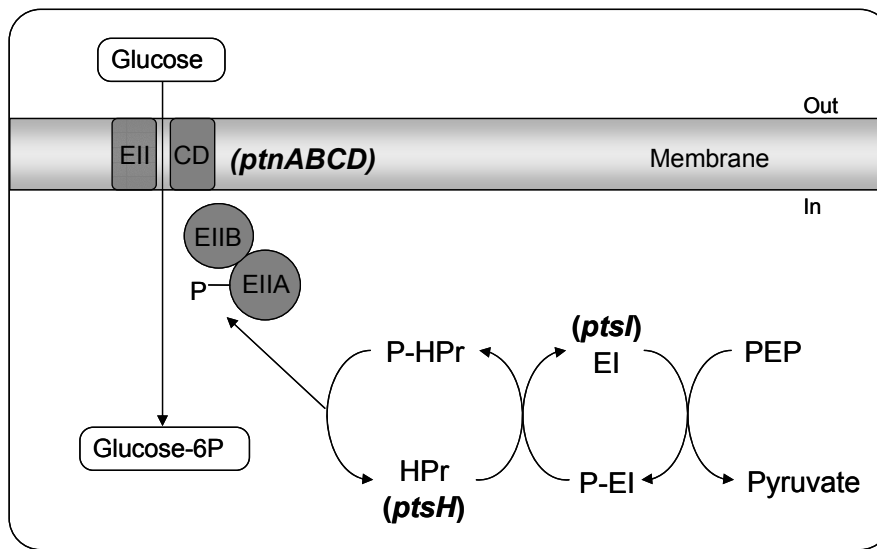 Glucose
Out
EII CD (ptnABCD) Membrane
In
EIIB
P EIIA
(ptsI)
P-HPr EI PEP
Glucose-6P
HPr P-EI Pyruvate
(ptsH)